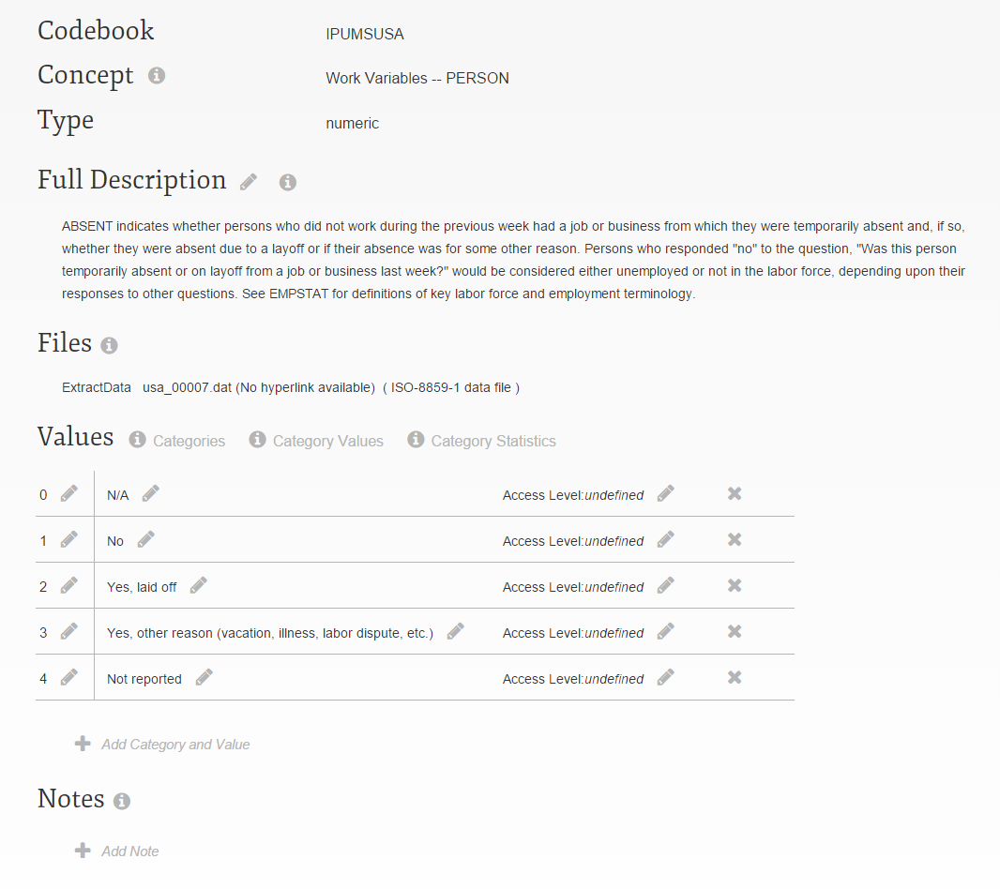 Codebook IPUMSUSA
Concept Work Variables -- PERSON
Type numeric
Full Description
ABSENT indicates whether persons who did not work during the previous week had a job or business from which they were temporarily absent and, if so,
whether they were absent due to a layoff or if their absence was for some other reason. Persons who responded "no" to the question, "Was this person
temporarily absent or on layoff from a job or business last week?" would be considered either unemployed or not in the labor force, depending upon their
responses to other questions. See EMPSTAT for definitions of key labor force and employment terminology.
Files
ExtractData usa_00007.dat (No hyperlink available) ( ISO-8859-1 data file )
Values Categories Category Values Category Statistics
0 N/A Access Level:undefined
1 No Access Level:undefined
2 Yes, laid off Access Level:undefined
3 Yes, other reason (vacation, illness, labor dispute, etc.) Access Level:undefined
4 Not reported Access Level:undefined
Add Category and Value
Notes
Add Note